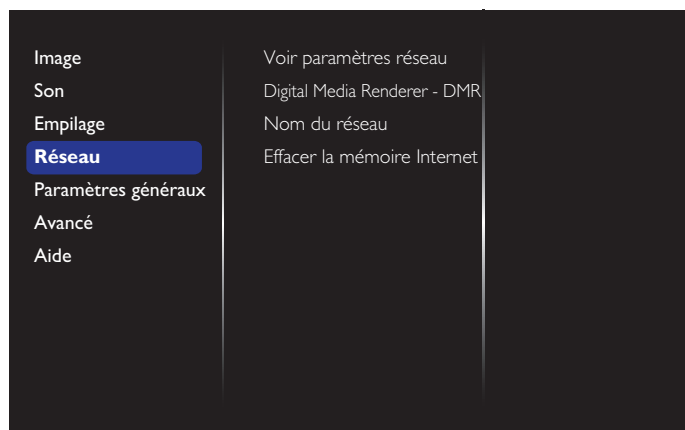 Image
Son
Empilage
Réseau
Paramètres généraux
Avancé
Aide
Voir paramètres réseau
Digital Media Renderer - DMR
Nom du réseau
Effacer la mémoire Internet